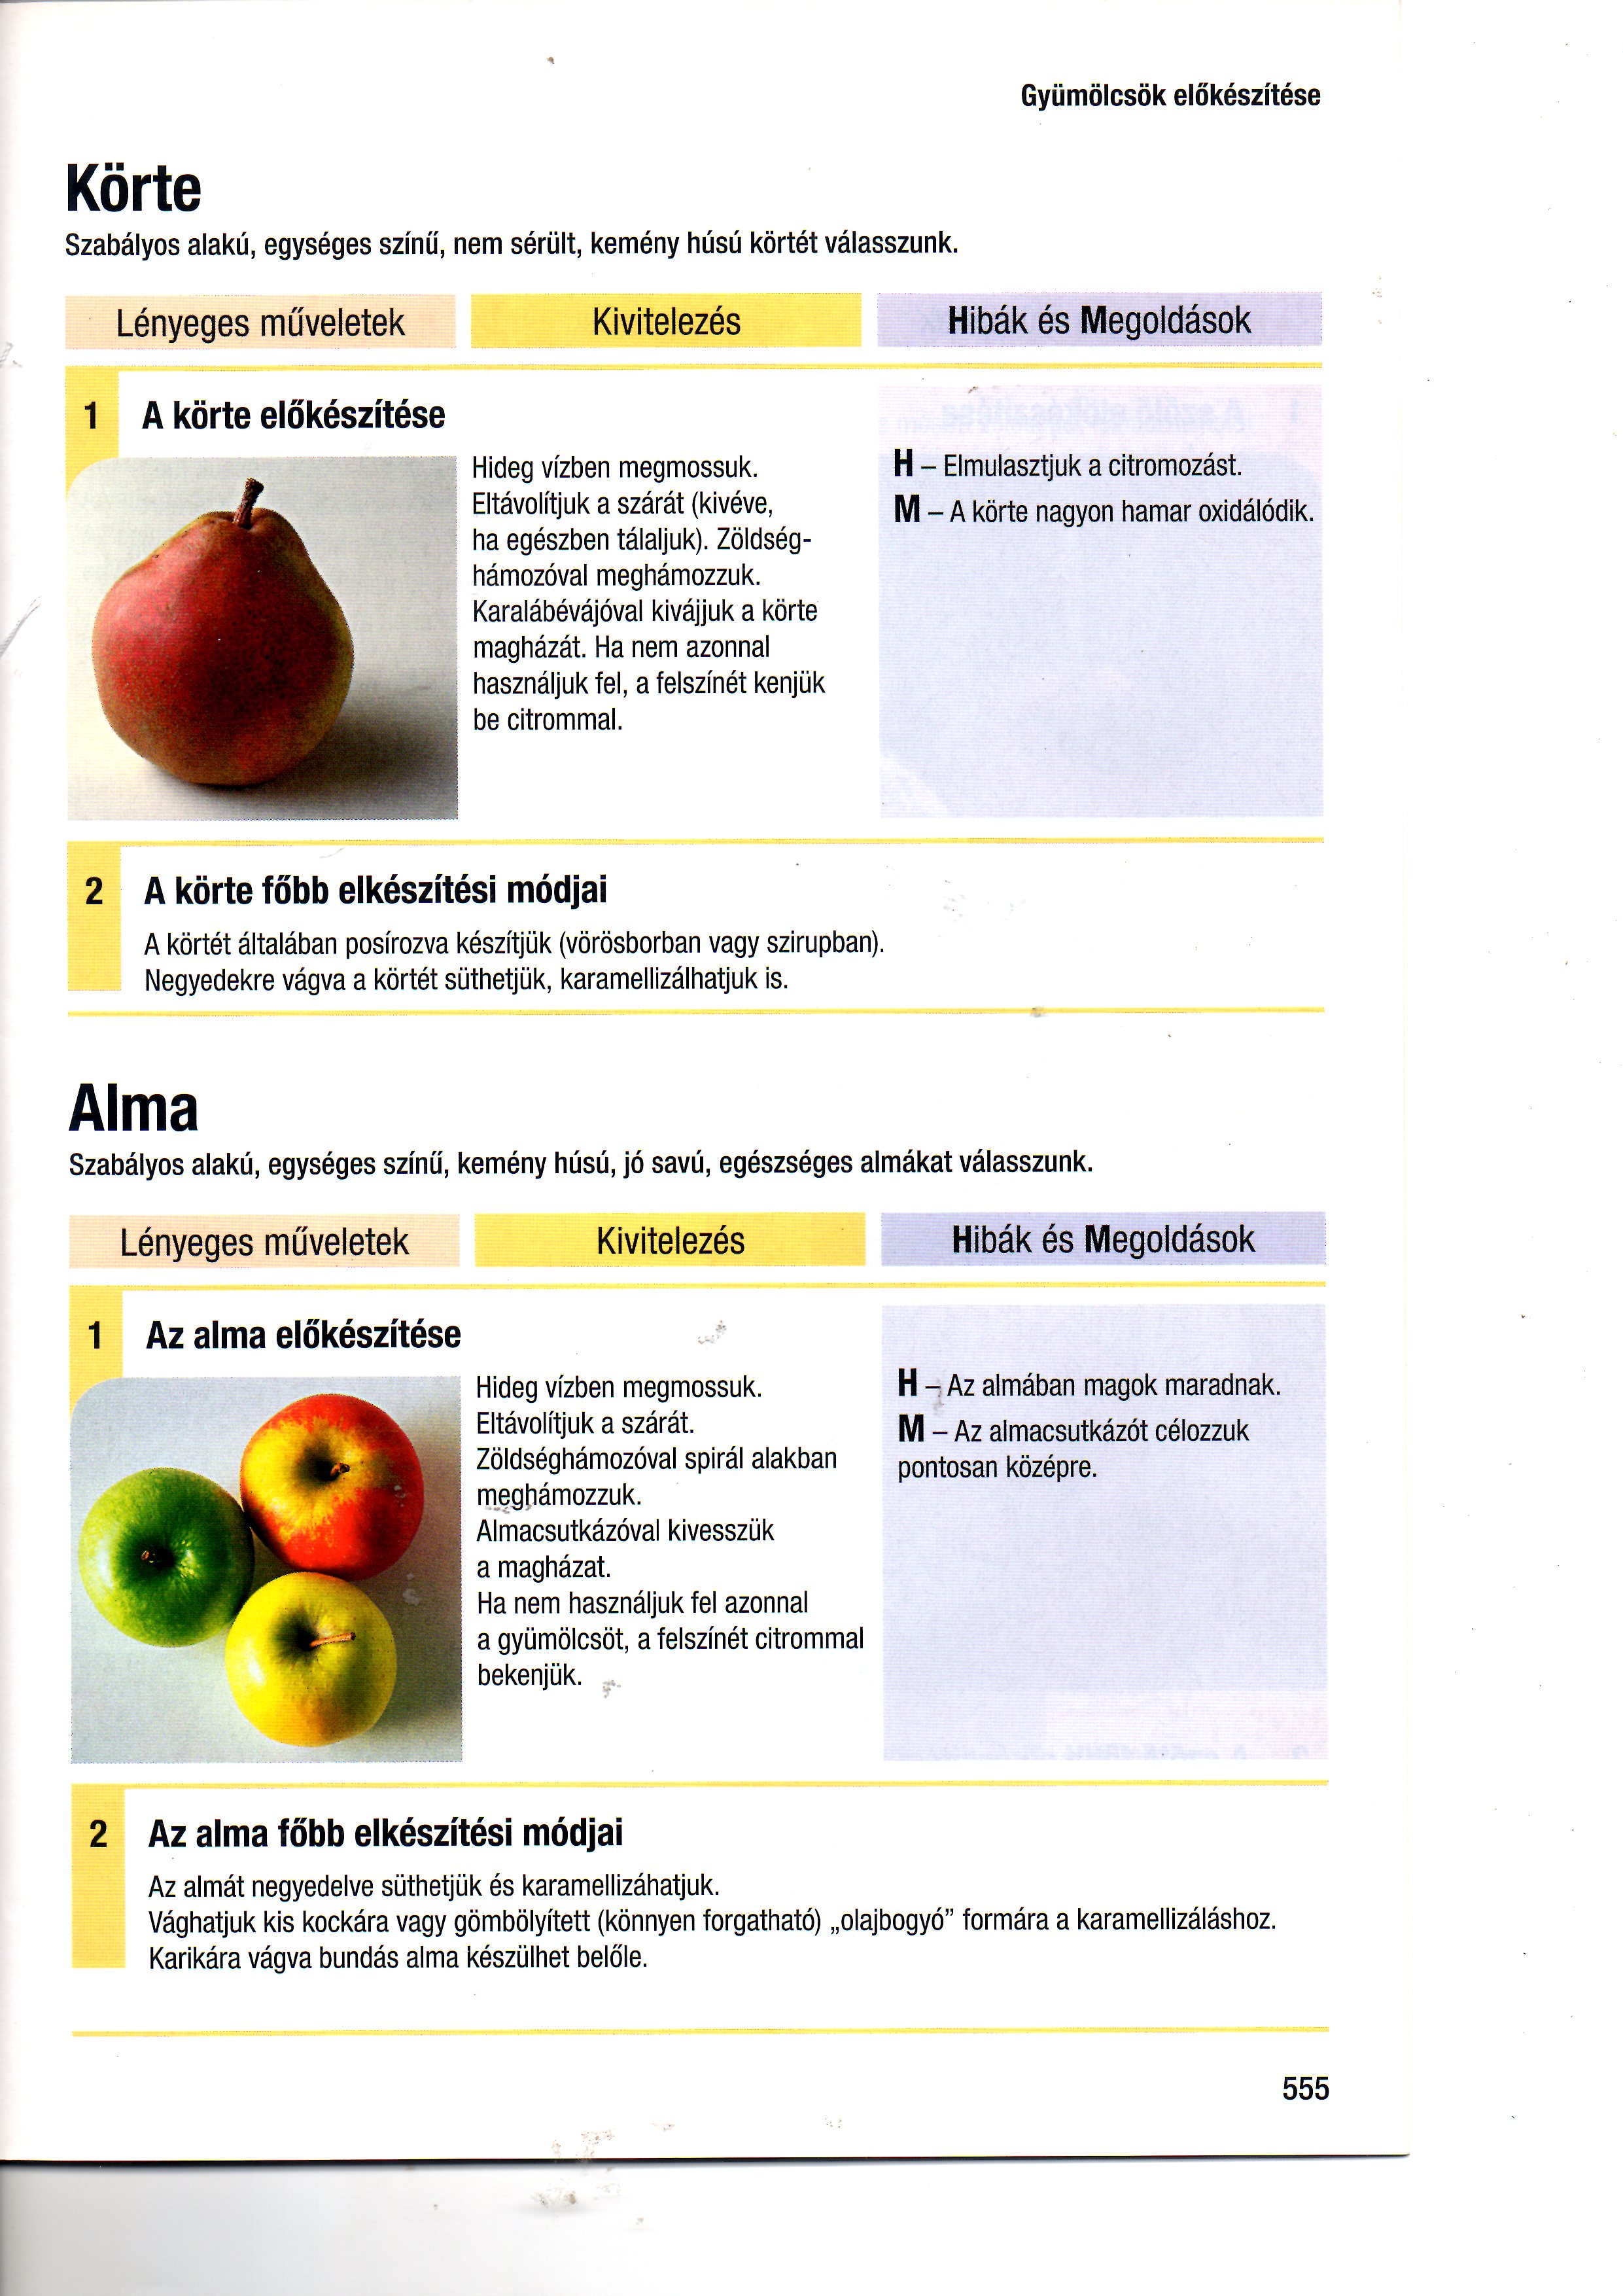 Gyümölcsök előkészítése
Körte
Szabályos alakú, egységes színű, nem sérült, kemény húsú körtét válasszunk.
Lényeges műveletek
Kivitelezés
Hibák és Megoldások
1
A körte előkészítése
Hideg vízben megmossuk.
Eltávolítjuk a szárát (kivéve,
ha egészben tálaljuk). Zöldség-
hámozóval meghámozzuk.
Karalábévájóval kivájjuk a körte
magházát. Ha nem azonnal
használjuk fel, a felszínét kenjük
be citrommal.
H – Elmulasztjuk a citromozást.
M – A körte nagyon hamar oxidálódik.
2
A körte főbb elkészítési módjai
A körtét általában posírozva készítjük (vörösborban vagy szirupban).
Negyedekre vágva a körtét süthetjük, karamellizálhatjuk is.
Alma
Szabályos alakú, egységes színű, kemény húsú, jó savú, egészséges almákat válasszunk.
Lényeges műveletek
Kivitelezés
Hibák és Megoldások
1
Az alma előkészítése
Hideg vízben megmossuk.
Eltávolítjuk a szárát.
Zöldséghámozóval spirál alakban
meghámozzuk.
Almacsutkázóval kivesszük
a magházat.
Ha nem használjuk fel azonnal
a gyümölcsöt, a felszínét citrommal
bekenjük.
H – Az almában magok maradnak.
M – Az almacsutkázót célozzuk
pontosan középre.
2
Az alma főbb elkészítési módjai
Az almát negyedelve süthetjük és karamellizáhatjuk.
Vághatjuk kis kockára vagy gömbölyített (könnyen forgatható) „olajbogyó” formára a karamellizáláshoz.
Karikára vágva bundás alma készülhet belőle.
555